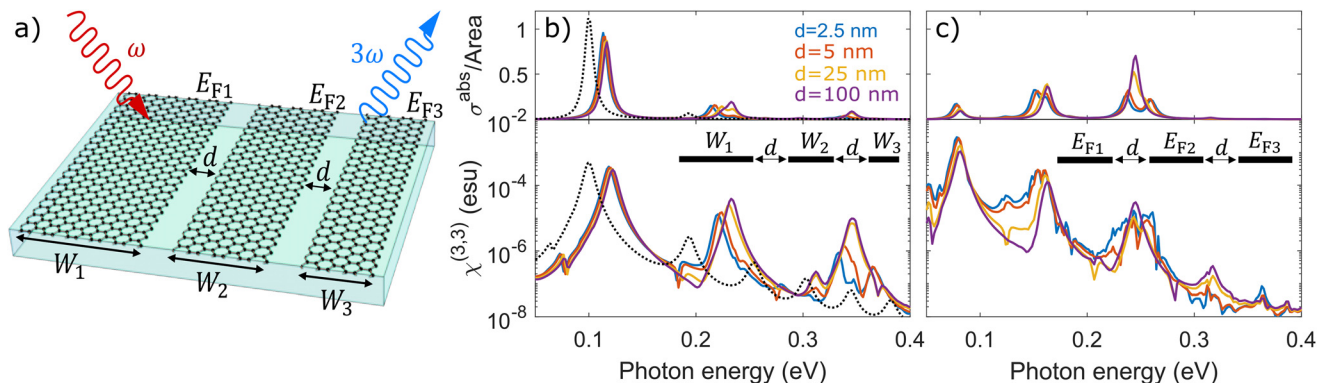 a)
ω
3ω
E_F1
E_F2
E_F3
d
d
W_1
W_2
W_3
b)
σ^abs/Area
1
0.5
10^-2
d=2.5 nm
d=5 nm
d=25 nm
d=100 nm
W_1 d W_2 d W_3
χ^(3,3) (esu)
10^-4
10^-6
10^-8
0.1 0.2 0.3 0.4
Photon energy (eV)
c)
E_F1 d E_F2 d E_F3
0.1 0.2 0.3 0.4
Photon energy (eV)